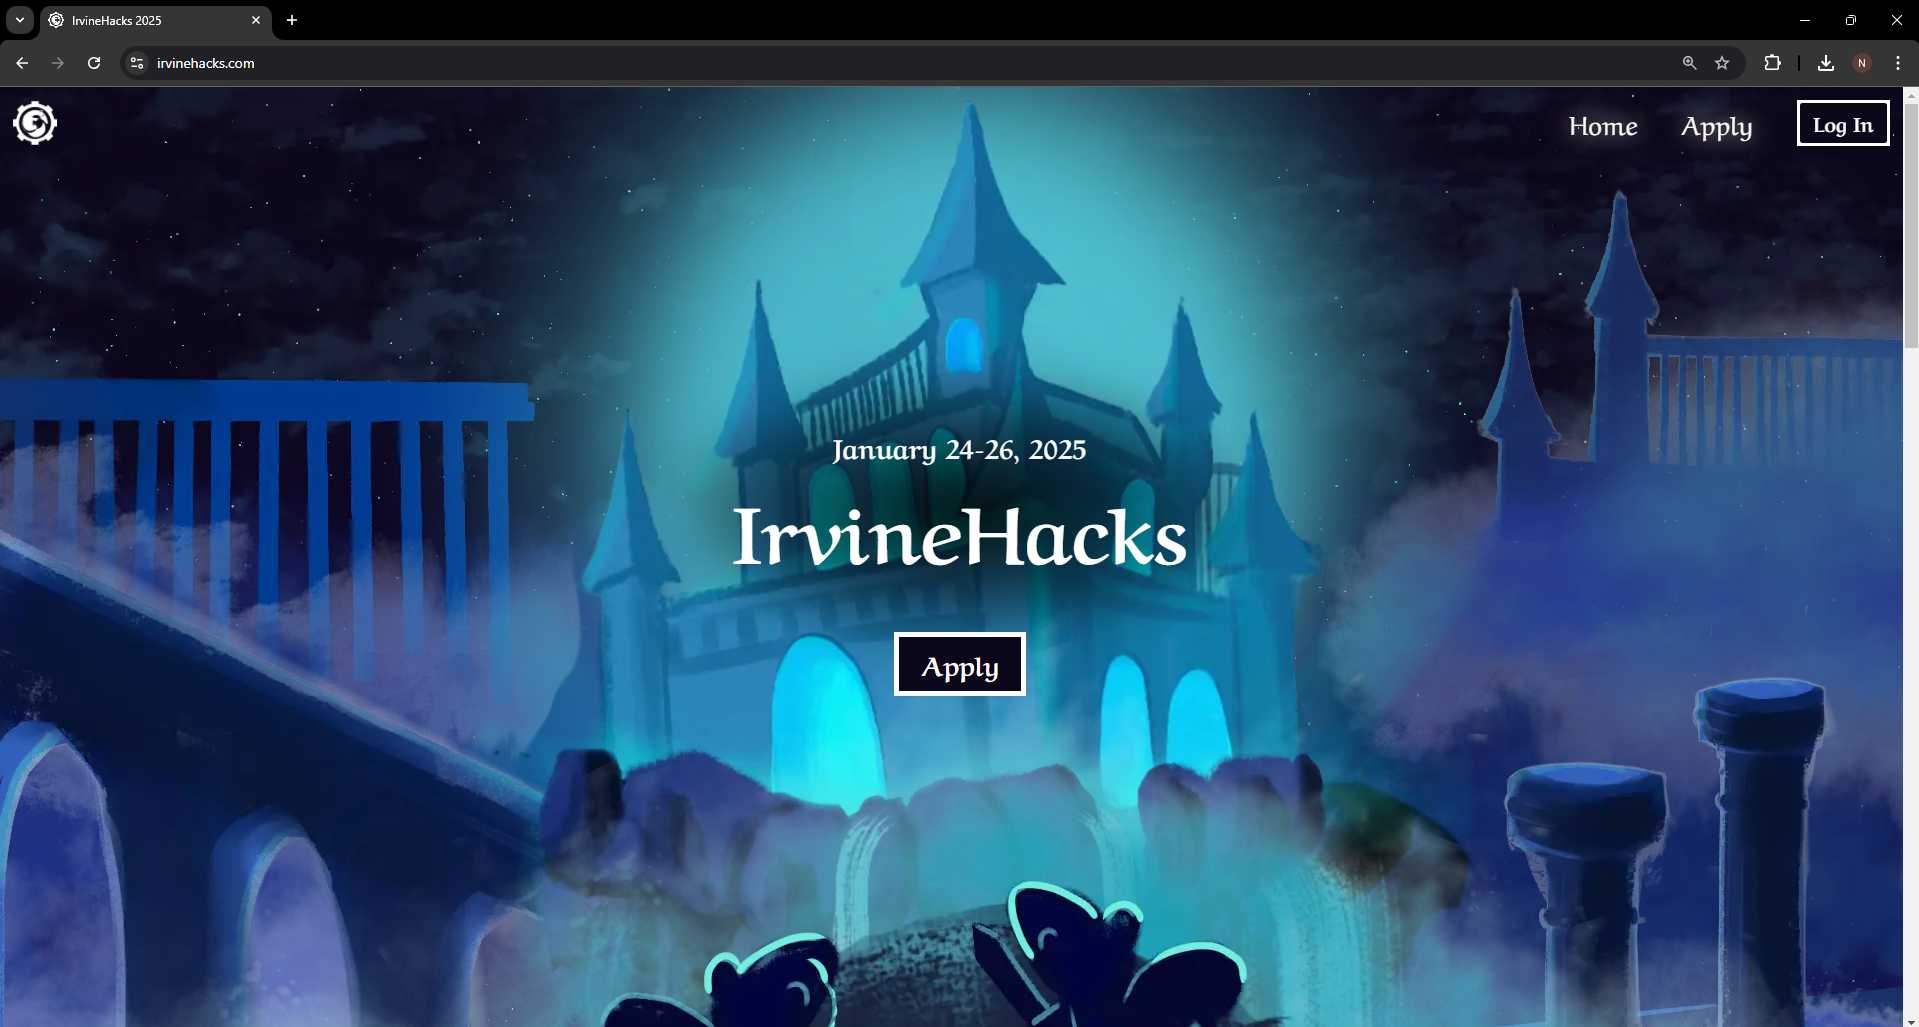 IrvineHacks 2025
irvinehacks.com
N
Home Apply Log In
January 24-26, 2025
IrvineHacks
Apply